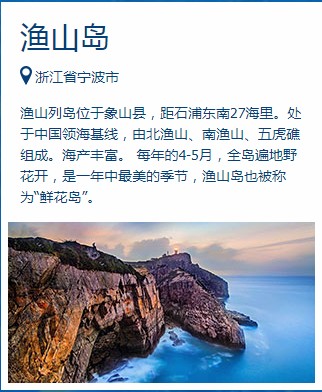 渔山岛
浙江省宁波市
渔山列岛位于象山县，距石浦东南27海里。处
于中国领海基线，由北渔山、南渔山、五虎礁
组成。海产丰富。 每年的4-5月，全岛遍地野
花开，是一年中最美的季节，渔山岛也被称
为“鲜花岛”。